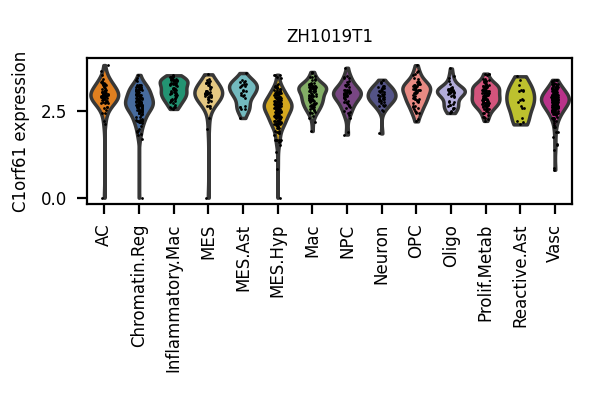 ZH1019T1
C1orf61 expression
2.5
0.0
AC
Chromatin.Reg
Inflammatory.Mac
MES
MES.Ast
MES.Hyp
Mac
NPC
Neuron
OPC
Oligo
Prolif.Metab
Reactive.Ast
Vasc